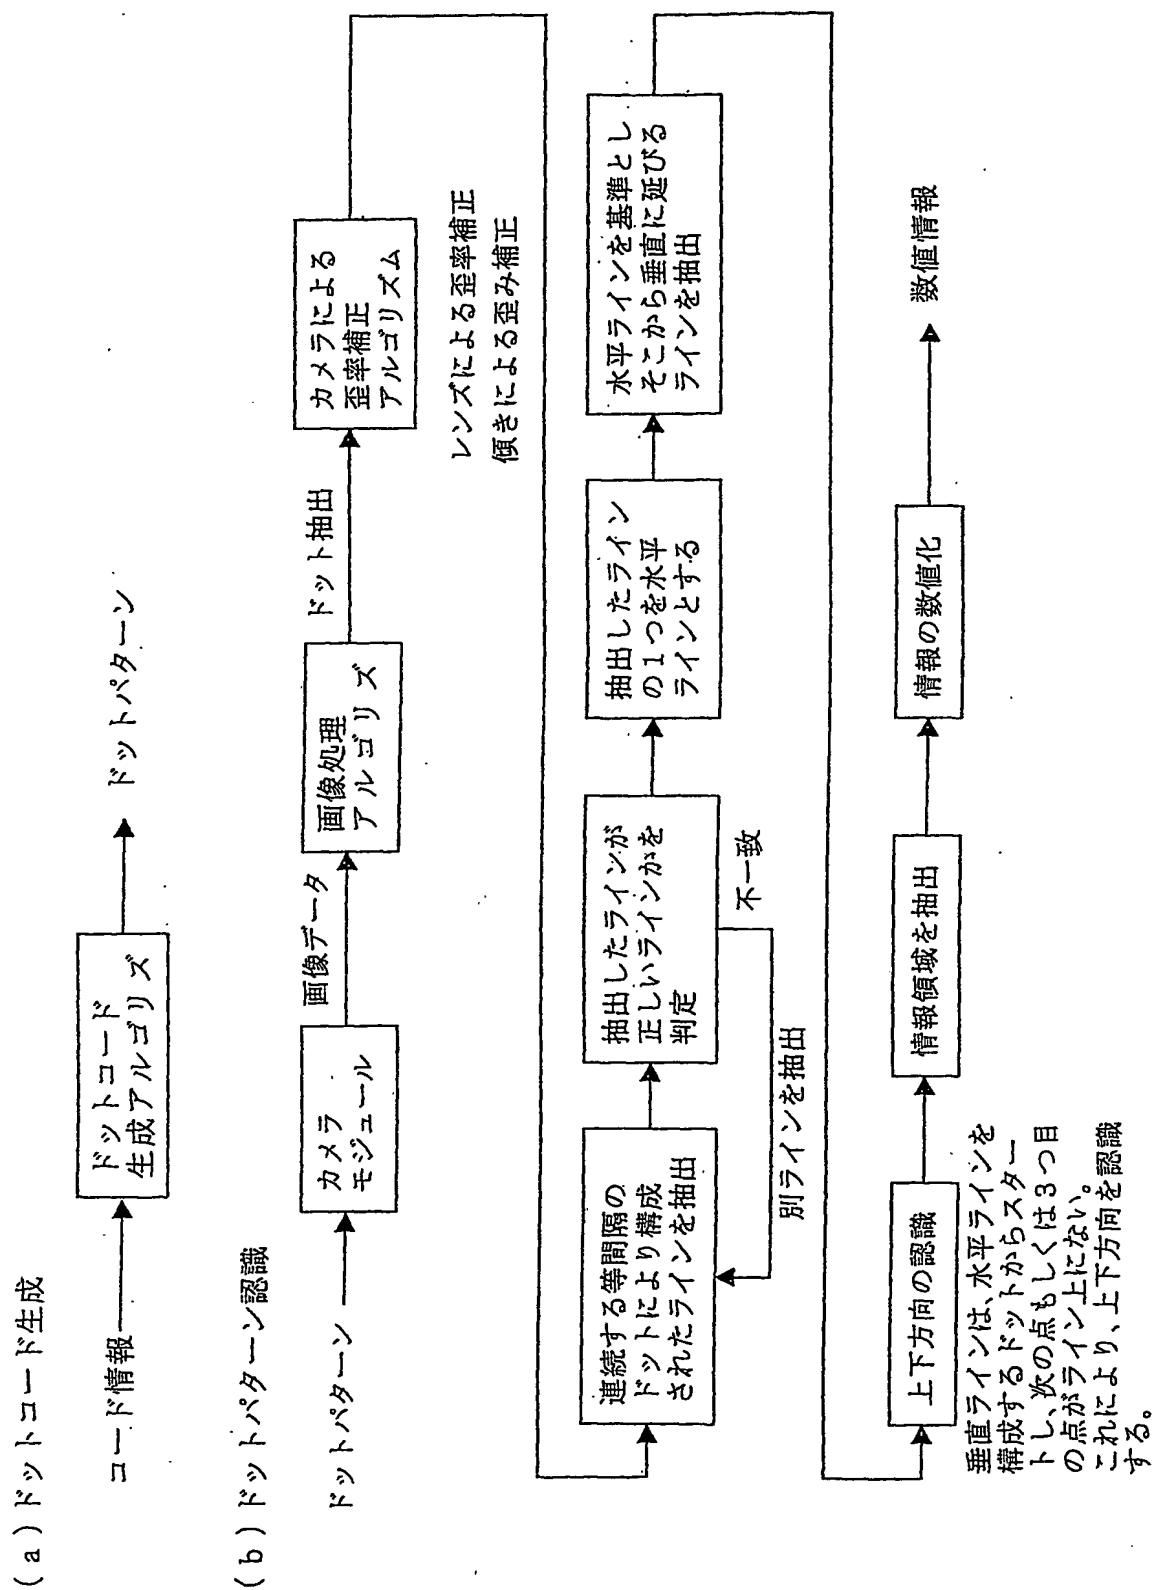 (a)ドットコード生成
コード情報
ドットコード
生成アルゴリズ
ドットパターン
(b)ドットパターン認識
ドットパターン
カメラ
モジュール
画像データ
画像処理
アルゴリズ
ドット抽出
カメラによる
歪率補正
アルゴリズム
レンズによる歪率補正
傾きによる歪み補正
連続する等間隔の
ドットにより構成
されたラインを抽出
抽出したラインが
正しいラインかを
判定
不一致
別ラインを抽出
抽出したライン
の1つを水平
ラインとする
水平ラインを基準とし
そこから垂直に延びる
ラインを抽出
上下方向の認識
垂直ラインは、水平ラインを
構成するドットからスター
トし、次の点もしくは3つ目
の点がライン上にない。
これにより、上下方向を認識
する。
情報領域を抽出
情報の数値化
数値情報